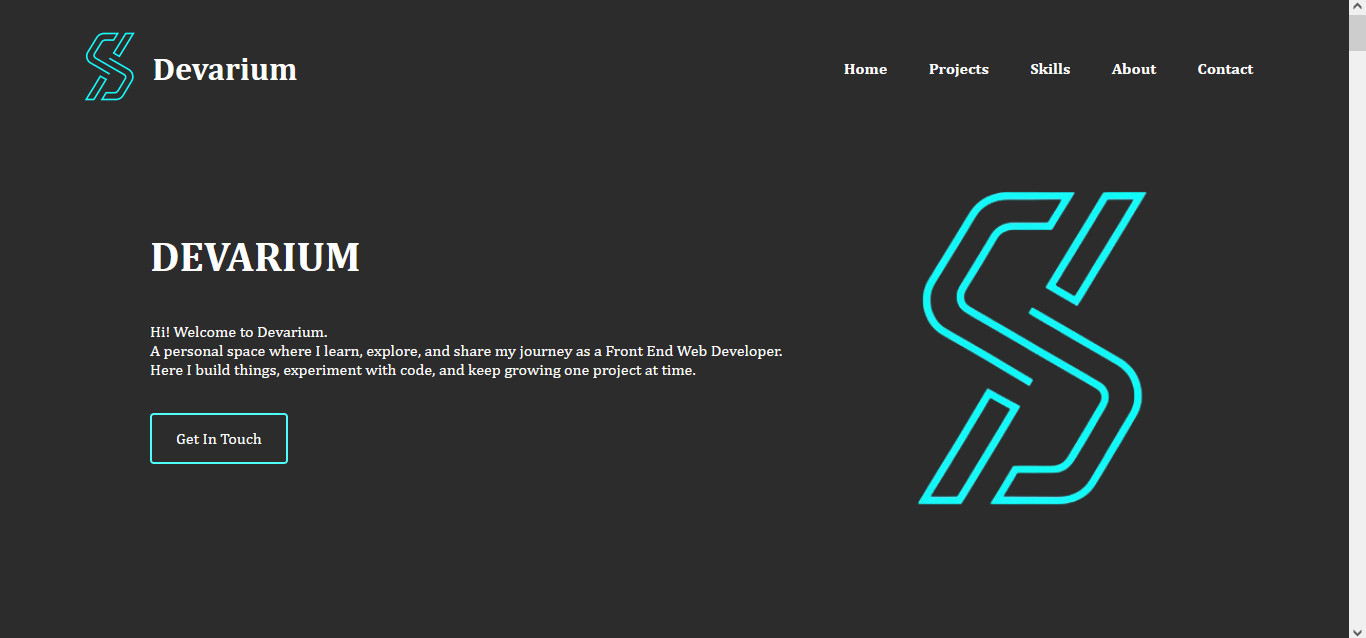 Devarium
Home Projects Skills About Contact
DEVARIUM
Hi! Welcome to Devarium.
A personal space where I learn, explore, and share my journey as a Front End Web Developer.
Here I build things, experiment with code, and keep growing one project at time.
Get In Touch